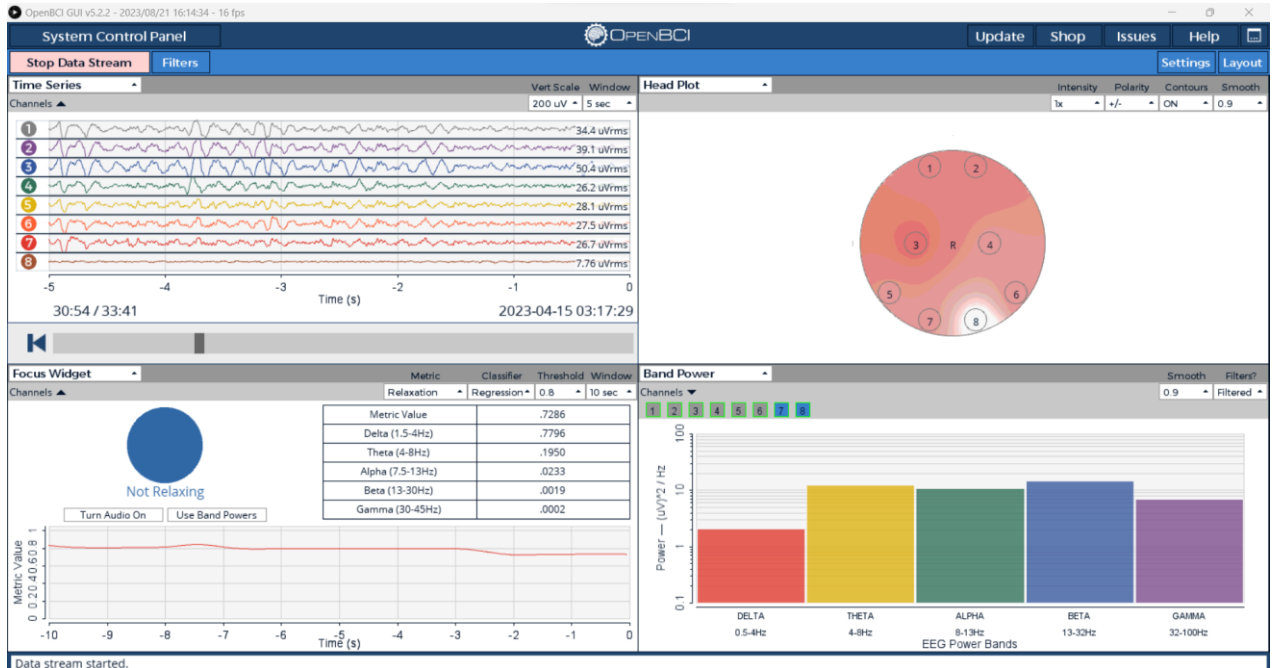 OpenBCI GUI v5.2.2 - 2023/08/21 16:14:34 - 16 fps
System Control Panel
OPENBCI
Update Shop Issues Help
Stop Data Stream Filters
Settings Layout
Time Series
Vert Scale Window
Channels
200 uV 5 sec
1 34.4 uVrms
2 39.1 uVrms
3 50.4 uVrms
4 26.2 uVrms
5 28.1 uVrms
6 27.5 uVrms
7 26.7 uVrms
8 7.76 uVrms
-5 -4 -3 -2 -1 0
Time (s)
30:54 / 33:41
2023-04-15 03:17:29
Head Plot
Intensity Polarity Contours Smooth
1x +/- ON 0.9
1 2
3 R 4
5 6
7 8
Focus Widget
Metric Classifier Threshold Window
Channels
Relaxation Regression 0.8 10 sec
Metric Value .7286
Delta (1.5-4Hz) .7796
Theta (4-8Hz) .1950
Alpha (7.5-13Hz) .0233
Beta (13-30Hz) .0019
Gamma (30-45Hz) .0002
Not Relaxing
Turn Audio On Use Band Powers
Metric Value
0 0.2 0.4 0.6 0.8 1
-10 -9 -8 -7 -6 -5 -4 -3 -2 -1 0
Time (s)
Band Power
Smooth Filters?
Channels
0.9 Filtered
1 2 3 4 5 6 7 8
Power — (uV)^2 / Hz
100
10
1
0.1
DELTA THETA ALPHA BETA GAMMA
0.5-4Hz 4-8Hz 8-13Hz 13-32Hz 32-100Hz
EEG Power Bands
Data stream started.